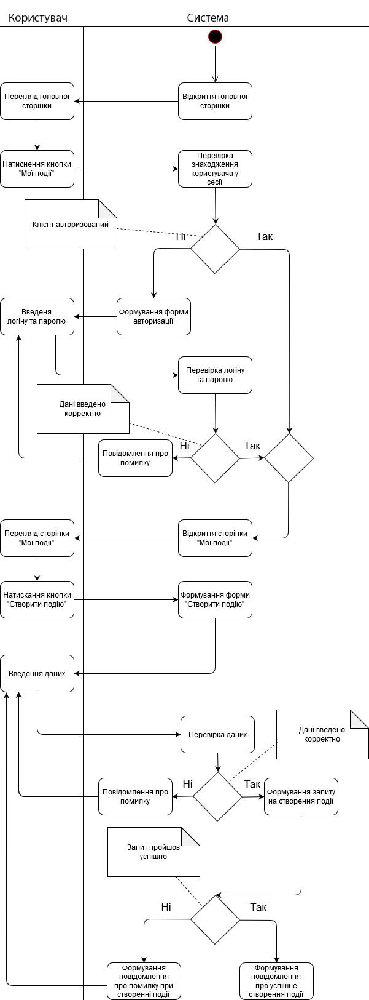 Користувач
Система
Перегляд головної
сторінки
Відкриття головної
сторінки
Натиснення кнопки
"Мої події"
Перевірка
знаходження
користувача у
сесії
Клієнт авторизований
Ні
Так
Введеня
логіну та паролю
Формування форми
авторизації
Перевірка логіну
та паролю
Дані введено
корректно
Повідомлення про
помилку
Ні
Так
Перегляд сторінки
"Мої події"
Відкриття сторінки
"Мої події"
Натискання кнопки
"Створити подію"
Формування форми
"Створити подію"
Введення даних
Перевірка даних
Дані введено
корректно
Повідомлення про
помилку
Ні
Так
Формування запиту
на створення події
Запит пройшов
успішно
Ні
Так
Формування
повідомлення
про помилку при
створенні події
Формування
повідомлення
про успішне
створення події